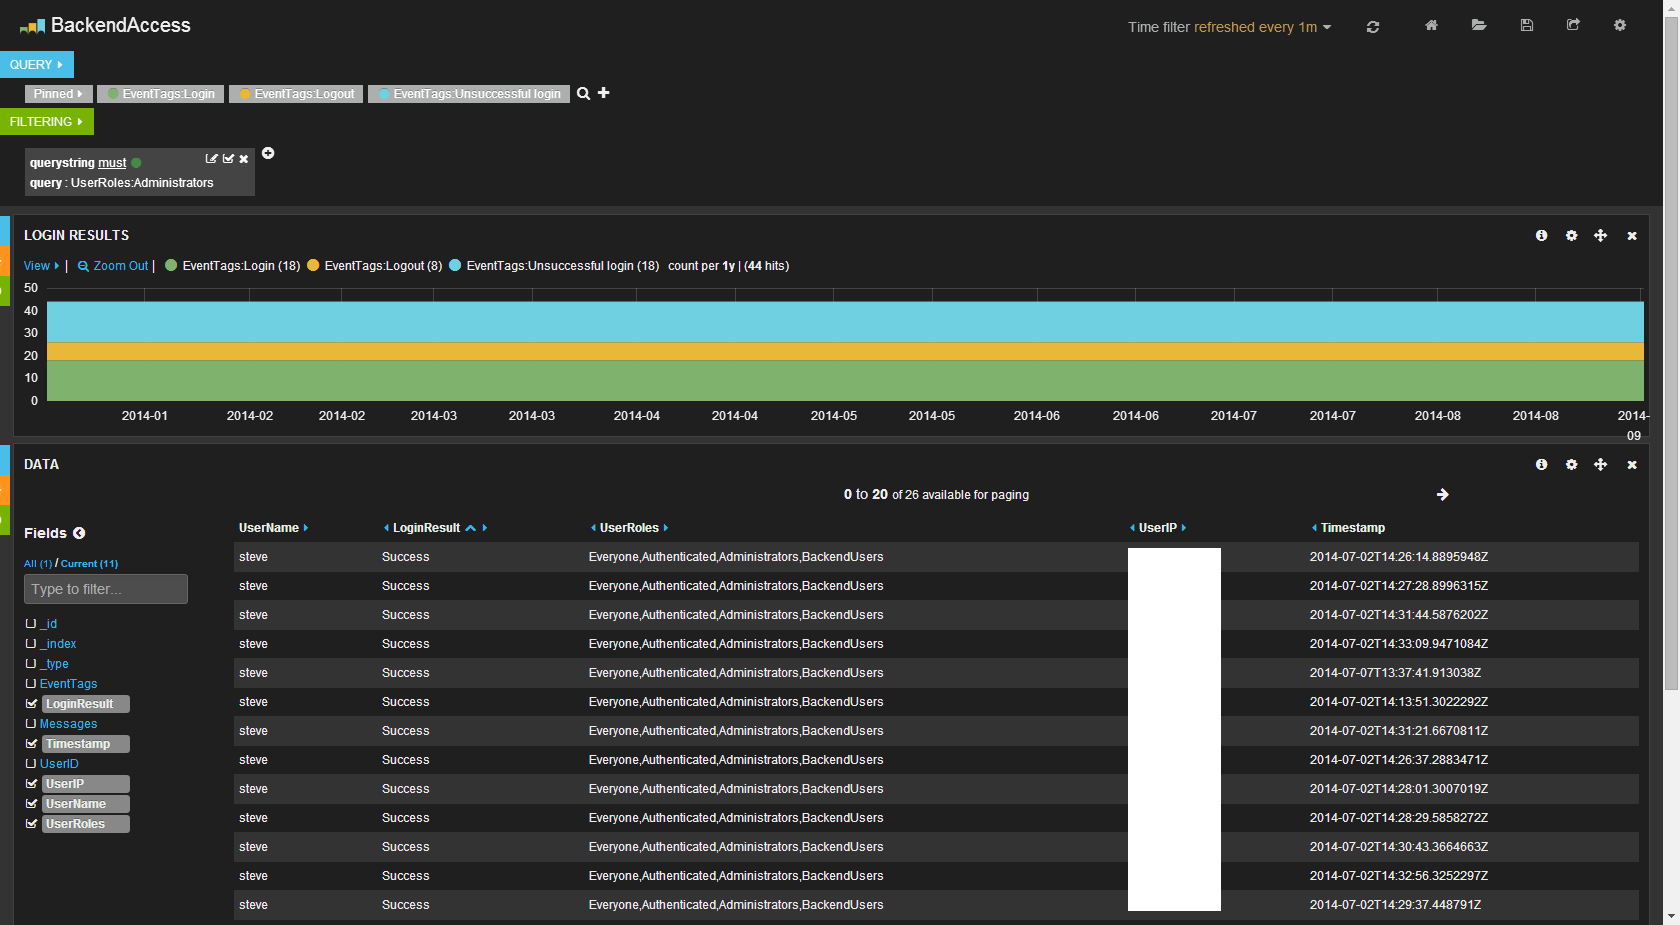 BackendAccess
Time filter refreshed every 1m
QUERY
Pinned EventTags:Login EventTags:Logout EventTags:Unsuccessful login
FILTERING
querystring must
query : UserRoles:Administrators
LOGIN RESULTS
View | Zoom Out | EventTags:Login (18) EventTags:Logout (8) EventTags:Unsuccessful login (18) count per 1y | (44 hits)
50
40
30
20
10
0
2014-01 2014-02 2014-02 2014-03 2014-03 2014-04 2014-04 2014-05 2014-05 2014-06 2014-06 2014-07 2014-07 2014-08 2014-08 2014-09
DATA
0 to 20 of 26 available for paging
Fields
All (1) / Current (11)
Type to filter...
_id
_index
_type
EventTags
LoginResult
Messages
Timestamp
UserID
UserIP
UserName
UserRoles
UserName LoginResult UserRoles UserIP Timestamp
steve Success Everyone,Authenticated,Administrators,BackendUsers 2014-07-02T14:26:14.8895948Z
steve Success Everyone,Authenticated,Administrators,BackendUsers 2014-07-02T14:27:28.8996315Z
steve Success Everyone,Authenticated,Administrators,BackendUsers 2014-07-02T14:31:44.5876202Z
steve Success Everyone,Authenticated,Administrators,BackendUsers 2014-07-02T14:33:09.9471084Z
steve Success Everyone,Authenticated,Administrators,BackendUsers 2014-07-07T13:37:41.913038Z
steve Success Everyone,Authenticated,Administrators,BackendUsers 2014-07-02T14:13:51.3022292Z
steve Success Everyone,Authenticated,Administrators,BackendUsers 2014-07-02T14:31:21.6670811Z
steve Success Everyone,Authenticated,Administrators,BackendUsers 2014-07-02T14:26:37.2883471Z
steve Success Everyone,Authenticated,Administrators,BackendUsers 2014-07-02T14:28:01.3007019Z
steve Success Everyone,Authenticated,Administrators,BackendUsers 2014-07-02T14:28:29.5858272Z
steve Success Everyone,Authenticated,Administrators,BackendUsers 2014-07-02T14:30:43.3664663Z
steve Success Everyone,Authenticated,Administrators,BackendUsers 2014-07-02T14:32:56.3252297Z
steve Success Everyone,Authenticated,Administrators,BackendUsers 2014-07-02T14:29:37.448791Z